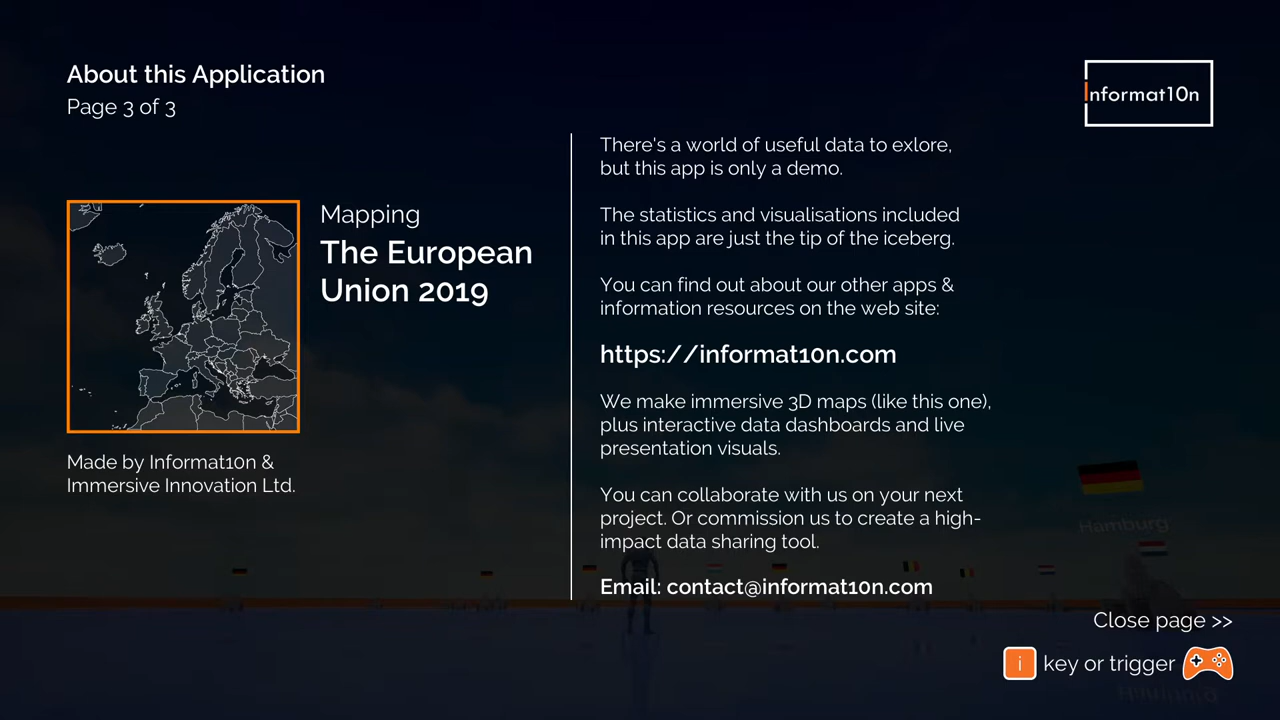 About this Application
Page 3 of 3
informat10n
Mapping
The European
Union 2019
Made by Informat10n &
Immersive Innovation Ltd.
There's a world of useful data to exlore,
but this app is only a demo.
The statistics and visualisations included
in this app are just the tip of the iceberg.
You can find out about our other apps &
information resources on the web site:
https://informat10n.com
We make immersive 3D maps (like this one),
plus interactive data dashboards and live
presentation visuals.
You can collaborate with us on your next
project. Or commission us to create a high-
impact data sharing tool.
Email: contact@informat10n.com
Hamburg
Close page >>
i key or trigger